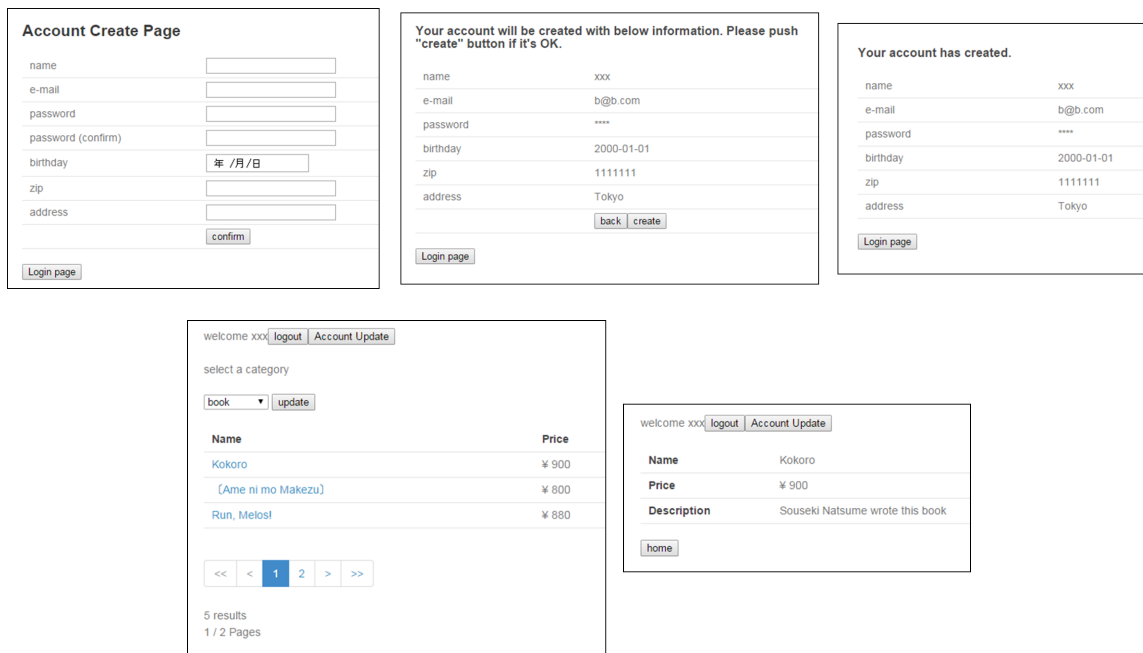 Account Create Page
name
e-mail
password
password (confirm)
birthday 年 /月/日
zip
address
confirm
Login page
Your account will be created with below information. Please push
"create" button if it's OK.
name xxx
e-mail b@b.com
password ****
birthday 2000-01-01
zip 1111111
address Tokyo
back create
Login page
Your account has created.
name xxx
e-mail b@b.com
password ****
birthday 2000-01-01
zip 1111111
address Tokyo
Login page
welcome xxx logout Account Update
select a category
book update
Name Price
Kokoro ¥ 900
〔Ame ni mo Makezu〕 ¥ 800
Run, Melos! ¥ 880
<< < 1 2 > >>
5 results
1 / 2 Pages
welcome xxx logout Account Update
Name Kokoro
Price ¥ 900
Description Souseki Natsume wrote this book
home